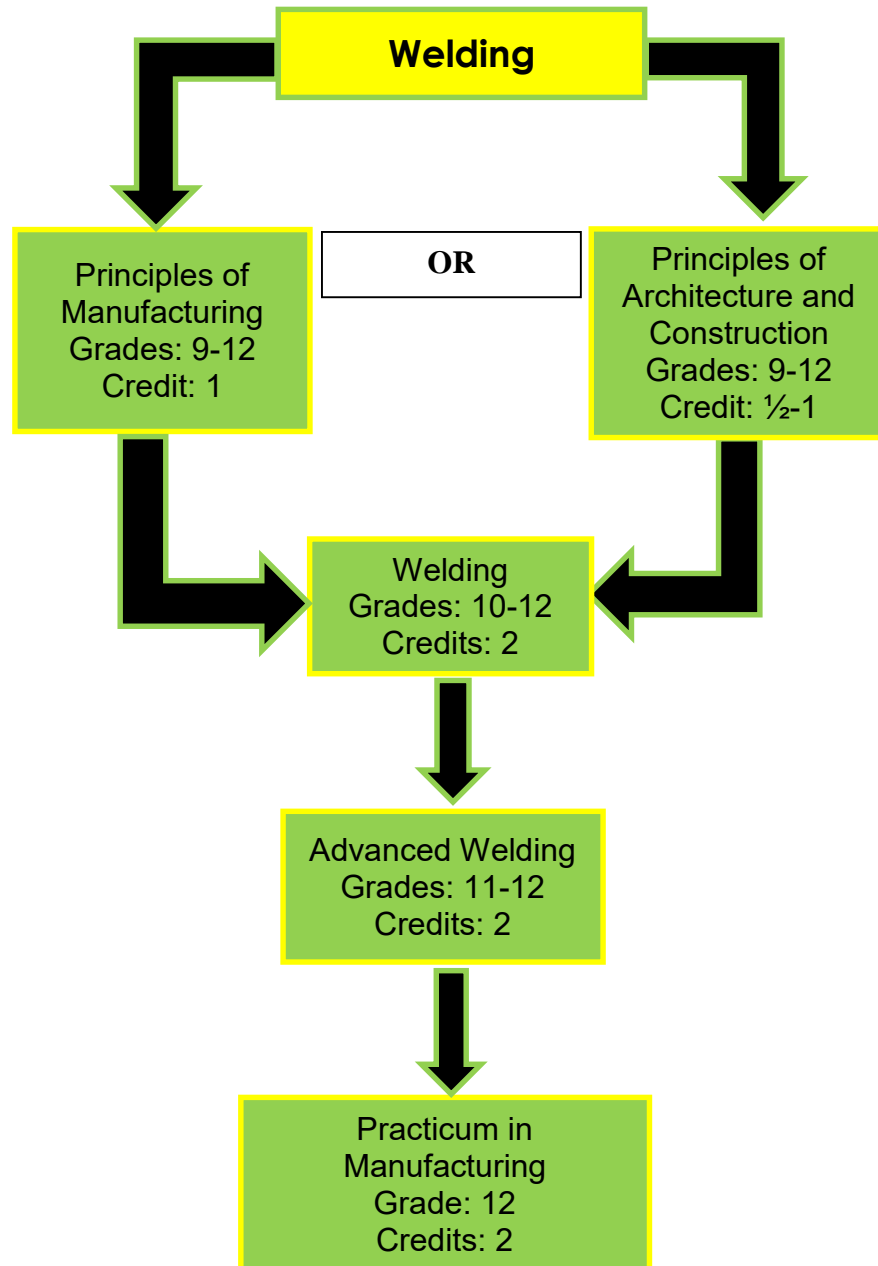 Welding
Principles of
Manufacturing
Grades: 9-12
Credit: 1
OR
Principles of
Architecture and
Construction
Grades: 9-12
Credit: ½-1
Welding
Grades: 10-12
Credits: 2
Advanced Welding
Grades: 11-12
Credits: 2
Practicum in
Manufacturing
Grade: 12
Credits: 2